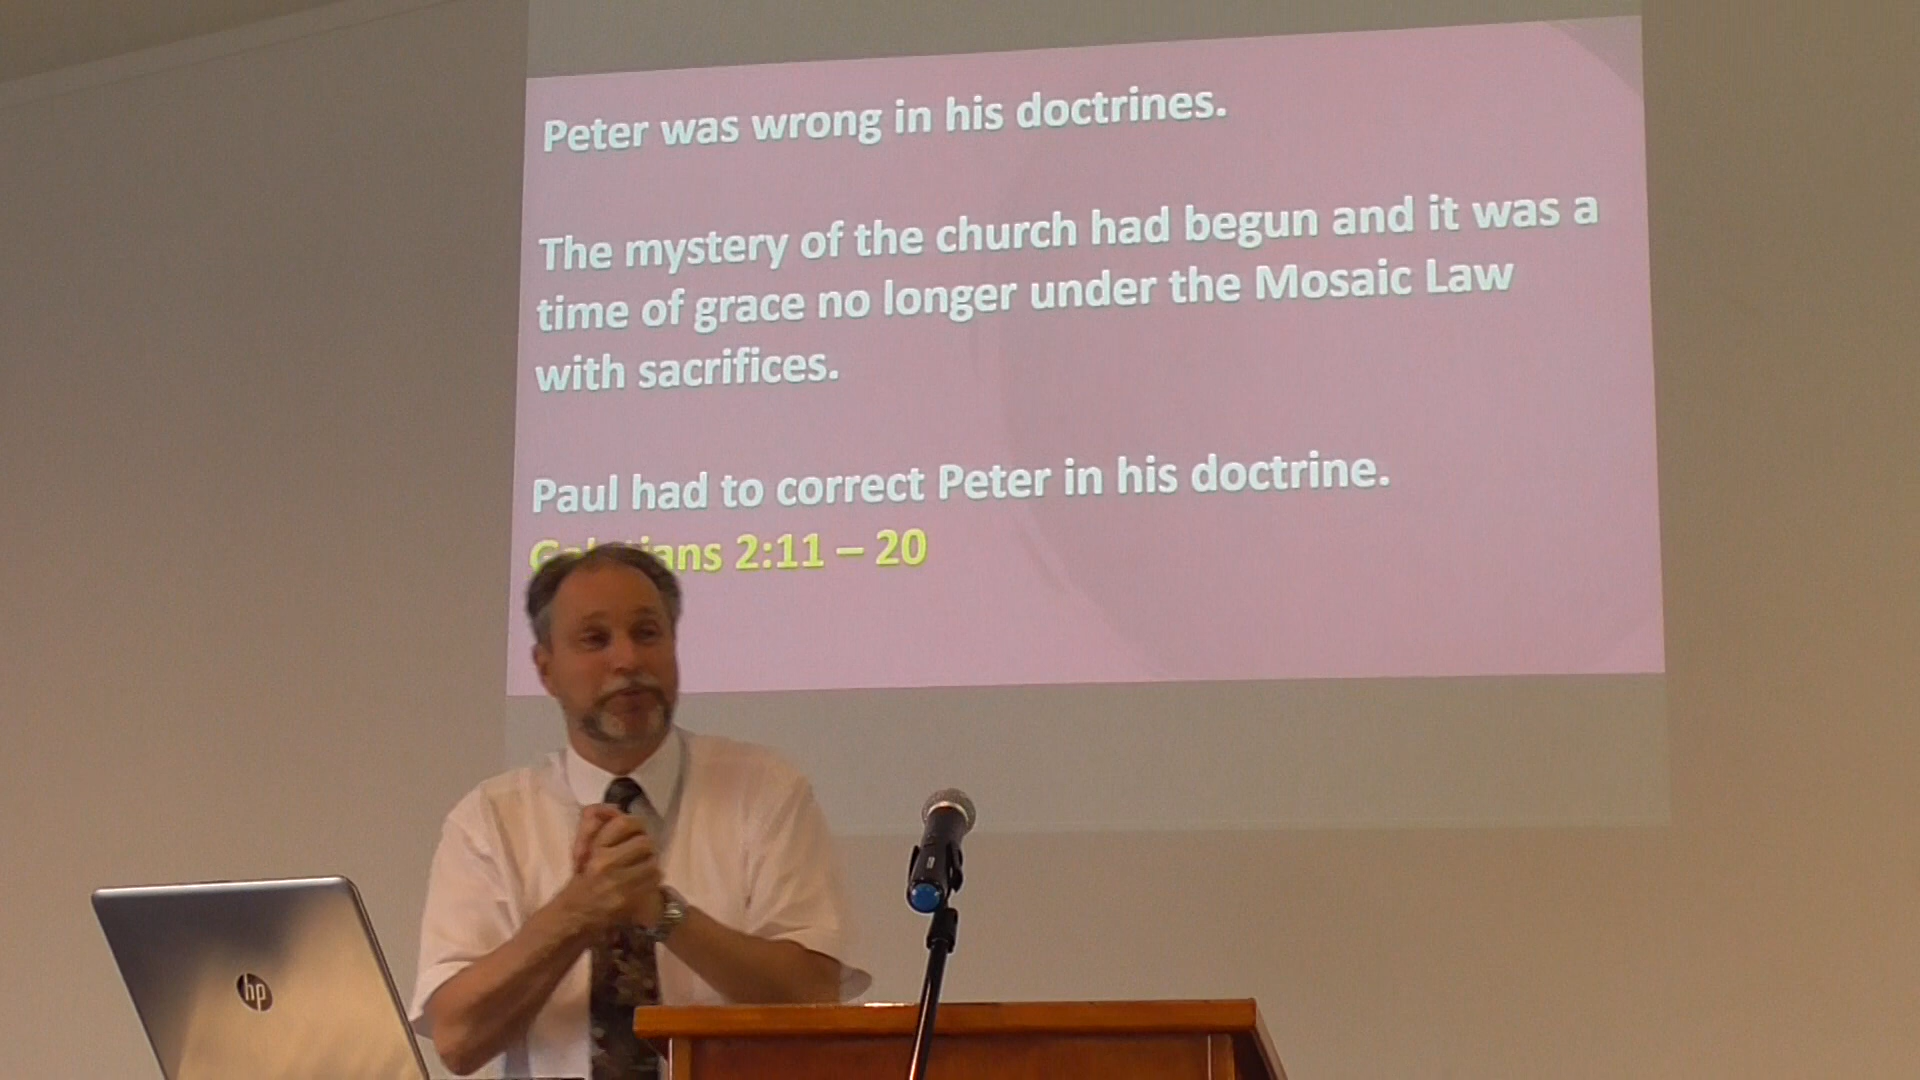 Peter was wrong in his doctrines.
The mystery of the church had begun and it was a
time of grace no longer under the Mosaic Law
with sacrifices.
Paul had to correct Peter in his doctrine.
Galatians 2:11 – 20
hp